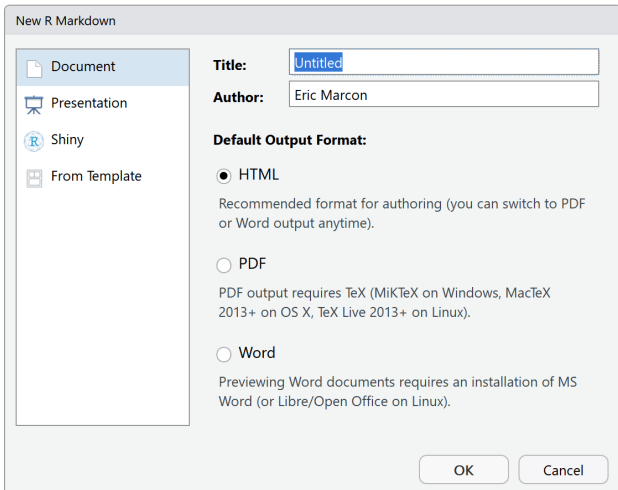 New R Markdown
Document
Presentation
Shiny
From Template
Title: Untitled
Author: Eric Marcon
Default Output Format:
HTML
Recommended format for authoring (you can switch to PDF
or Word output anytime).
PDF
PDF output requires TeX (MiKTeX on Windows, MacTeX
2013+ on OS X, TeX Live 2013+ on Linux).
Word
Previewing Word documents requires an installation of MS
Word (or Libre/Open Office on Linux).
OK Cancel